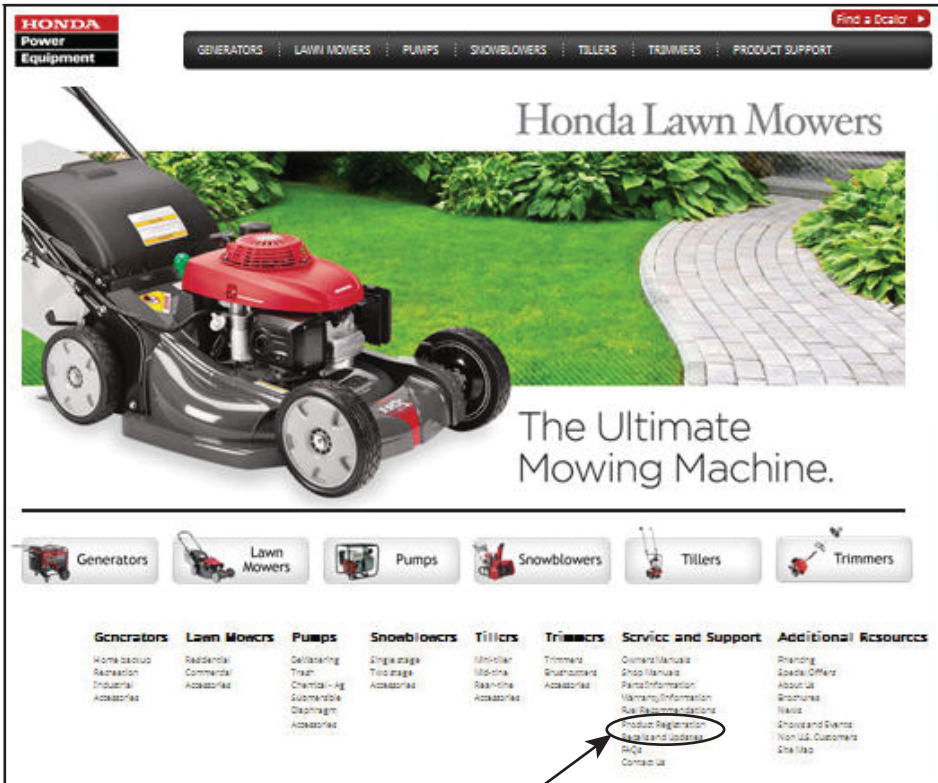 HONDA
Power
Equipment
Find a Dealer
GENERATORS LAWN MOWERS PUMPS SNOWBLOWERS TILLERS TRIMMERS PRODUCT SUPPORT
Honda Lawn Mowers
The Ultimate
Mowing Machine.
Generators
Lawn
Mowers
Pumps
Snowblowers
Tillers
Trimmers
Generators
Home backup
Recreation
Industrial
Accessories
Lawn Mowers
Residential
Commercial
Accessories
Pumps
DeWatering
Trash
Chemical - Ag
Submersible
Diaphragm
Accessories
Snowblowers
Single stage
Two stage
Accessories
Tillers
Mini-tiller
Mid-tine
Rear-tine
Accessories
Trimmers
Trimmers
Brushcutters
Accessories
Service and Support
Owners Manuals
Shop Manuals
Parts Information
Warranty Information
Fuel Recommendations
Product Registration
Recalls and Updates
FAQs
Contact Us
Additional Resources
Financing
Special Offers
About Us
Brochures
News
Shows and Events
Non U.S. Customers
Site Map